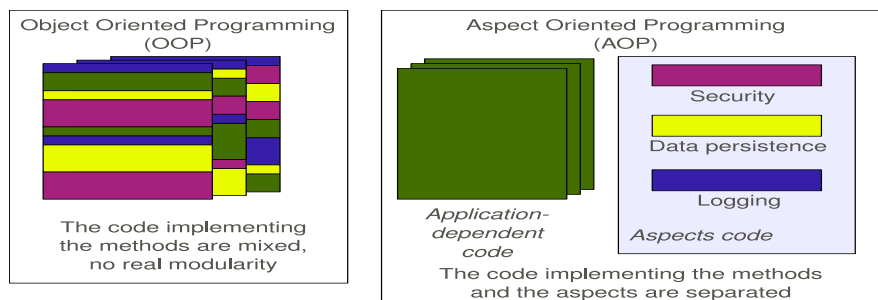 Object Oriented Programming
(OOP)
The code implementing
the methods are mixed,
no real modularity
Aspect Oriented Programming
(AOP)
Application-
dependent
code
Security
Data persistence
Logging
Aspects code
The code implementing the methods
and the aspects are separated